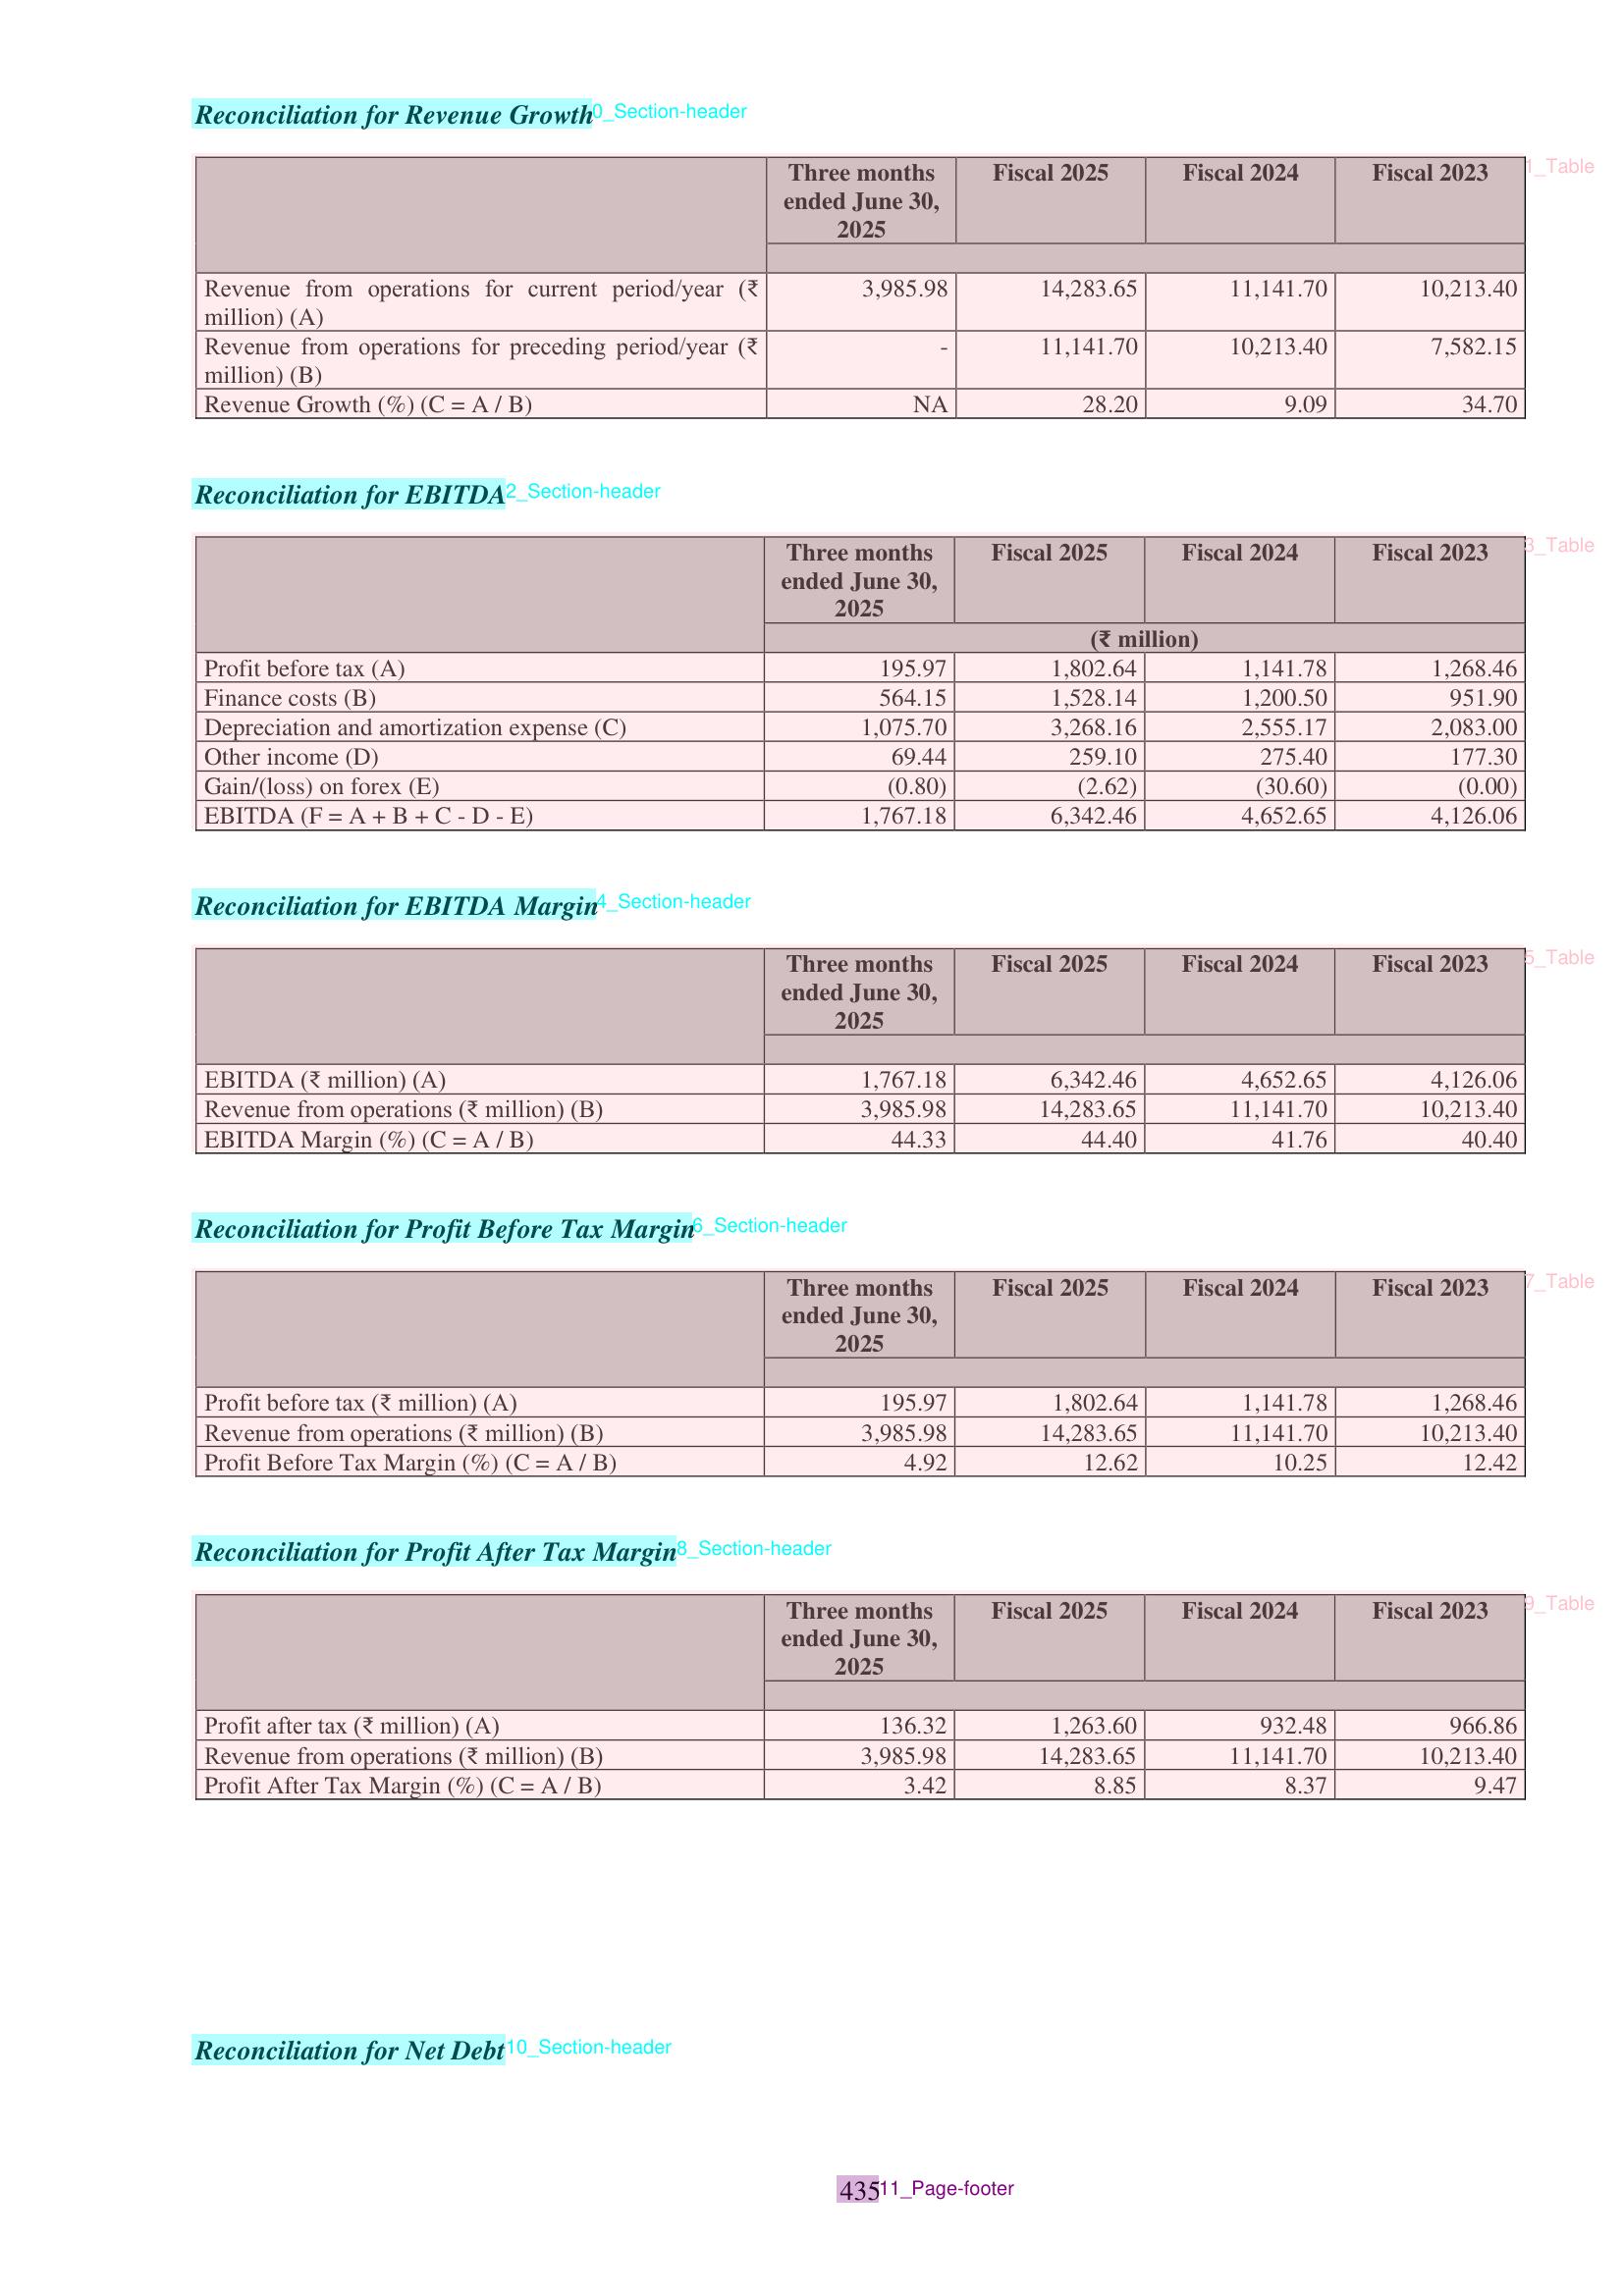 Reconciliation for Revenue Growth 0_Section-header
1_Table
Three months ended June 30, 2025 Fiscal 2025 Fiscal 2024 Fiscal 2023
Revenue from operations for current period/year (₹ million) (A) 3,985.98 14,283.65 11,141.70 10,213.40
Revenue from operations for preceding period/year (₹ million) (B) - 11,141.70 10,213.40 7,582.15
Revenue Growth (%) (C = A / B) NA 28.20 9.09 34.70
Reconciliation for EBITDA 2_Section-header
3_Table
Three months ended June 30, 2025 Fiscal 2025 Fiscal 2024 Fiscal 2023
(₹ million)
Profit before tax (A) 195.97 1,802.64 1,141.78 1,268.46
Finance costs (B) 564.15 1,528.14 1,200.50 951.90
Depreciation and amortization expense (C) 1,075.70 3,268.16 2,555.17 2,083.00
Other income (D) 69.44 259.10 275.40 177.30
Gain/(loss) on forex (E) (0.80) (2.62) (30.60) (0.00)
EBITDA (F = A + B + C - D - E) 1,767.18 6,342.46 4,652.65 4,126.06
Reconciliation for EBITDA Margin 4_Section-header
5_Table
Three months ended June 30, 2025 Fiscal 2025 Fiscal 2024 Fiscal 2023
EBITDA (₹ million) (A) 1,767.18 6,342.46 4,652.65 4,126.06
Revenue from operations (₹ million) (B) 3,985.98 14,283.65 11,141.70 10,213.40
EBITDA Margin (%) (C = A / B) 44.33 44.40 41.76 40.40
Reconciliation for Profit Before Tax Margin 6_Section-header
7_Table
Three months ended June 30, 2025 Fiscal 2025 Fiscal 2024 Fiscal 2023
Profit before tax (₹ million) (A) 195.97 1,802.64 1,141.78 1,268.46
Revenue from operations (₹ million) (B) 3,985.98 14,283.65 11,141.70 10,213.40
Profit Before Tax Margin (%) (C = A / B) 4.92 12.62 10.25 12.42
Reconciliation for Profit After Tax Margin 8_Section-header
9_Table
Three months ended June 30, 2025 Fiscal 2025 Fiscal 2024 Fiscal 2023
Profit after tax (₹ million) (A) 136.32 1,263.60 932.48 966.86
Revenue from operations (₹ million) (B) 3,985.98 14,283.65 11,141.70 10,213.40
Profit After Tax Margin (%) (C = A / B) 3.42 8.85 8.37 9.47
Reconciliation for Net Debt 10_Section-header
435 11_Page-footer